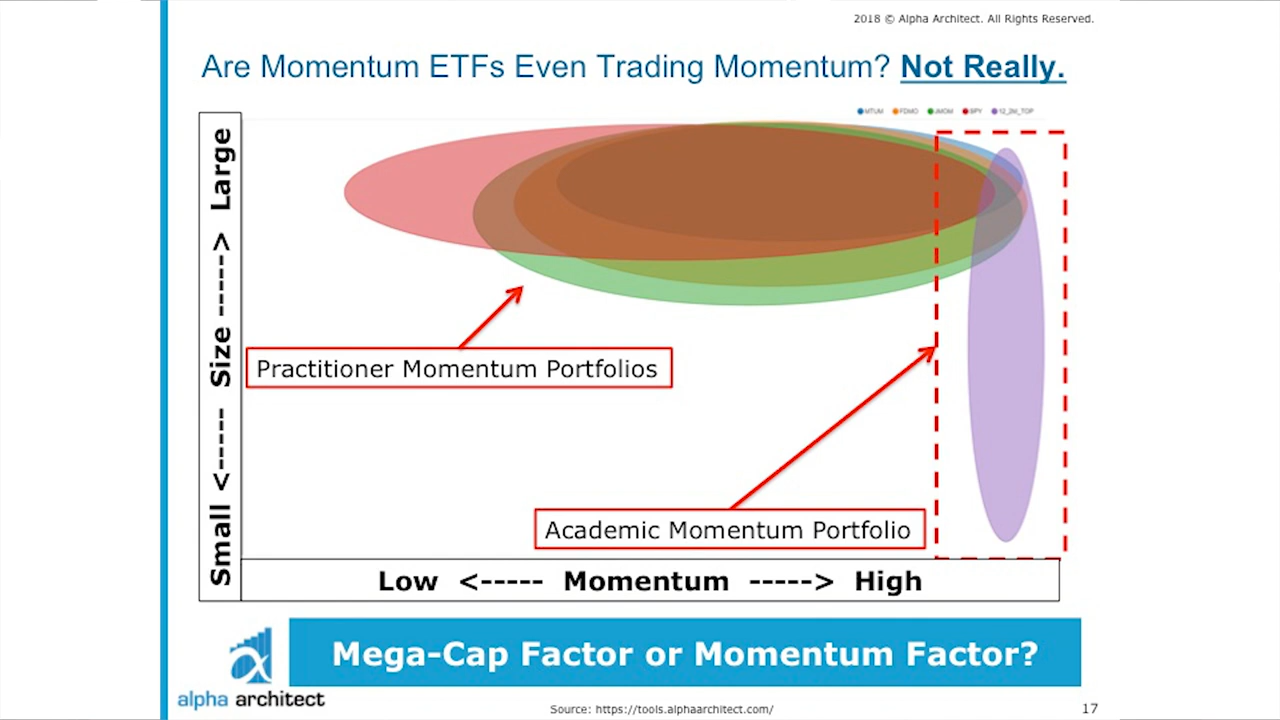 2018 © Alpha Architect. All Rights Reserved.
Are Momentum ETFs Even Trading Momentum? Not Really.
MTUM FDMO JMOM SPY 12_2M_TOP
Small <----- Size -----> Large
Practitioner Momentum Portfolios
Academic Momentum Portfolio
Low <----- Momentum -----> High
Mega-Cap Factor or Momentum Factor?
alpha architect
Source: https://tools.alphaarchitect.com/
17